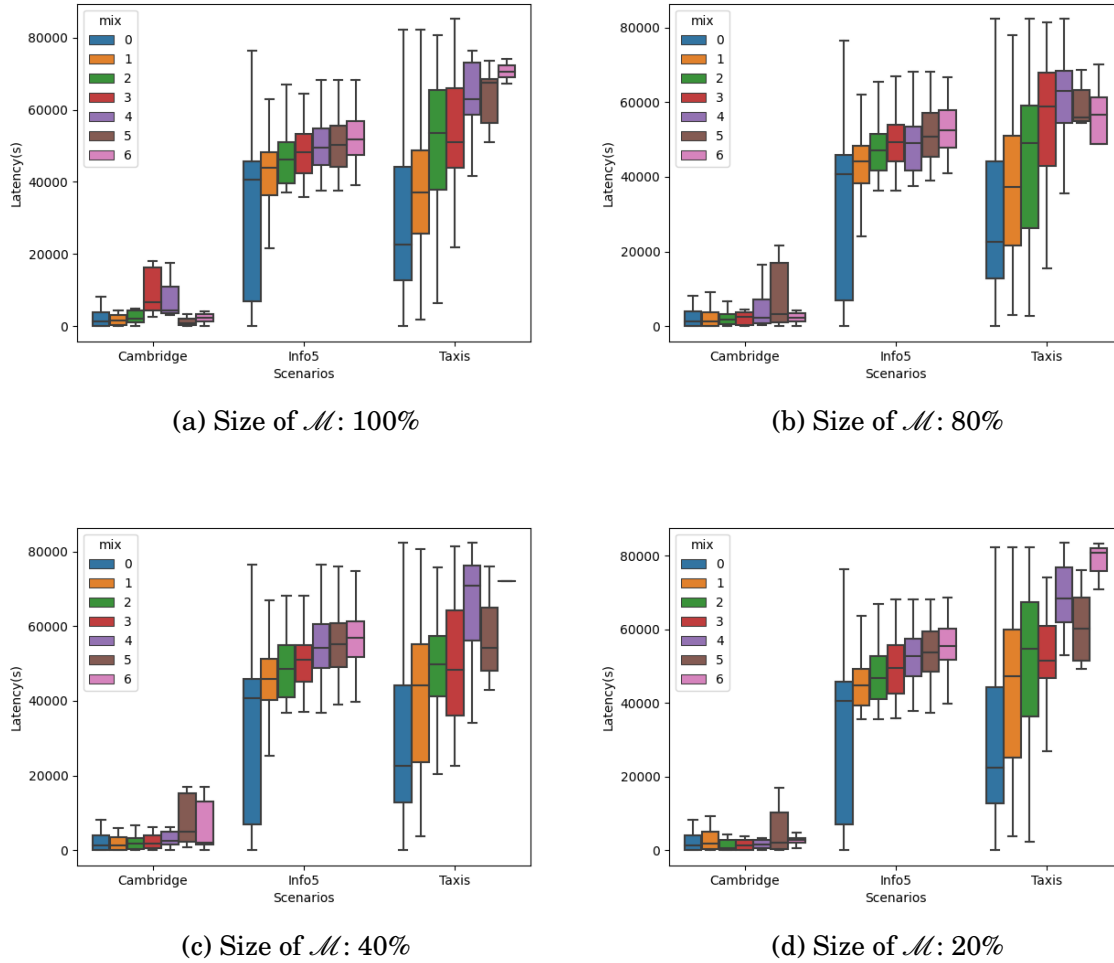 mix
0
1
2
3
4
5
6
80000
60000
40000
20000
0
Latency(s)
Cambridge
Info5
Taxis
Scenarios
(a) Size of ℳ: 100%
mix
0
1
2
3
4
5
6
80000
60000
40000
20000
0
Latency(s)
Cambridge
Info5
Taxis
Scenarios
(b) Size of ℳ: 80%
mix
0
1
2
3
4
5
6
80000
60000
40000
20000
0
Latency(s)
Cambridge
Info5
Taxis
Scenarios
(c) Size of ℳ: 40%
mix
0
1
2
3
4
5
6
80000
60000
40000
20000
0
Latency(s)
Cambridge
Info5
Taxis
Scenarios
(d) Size of ℳ: 20%